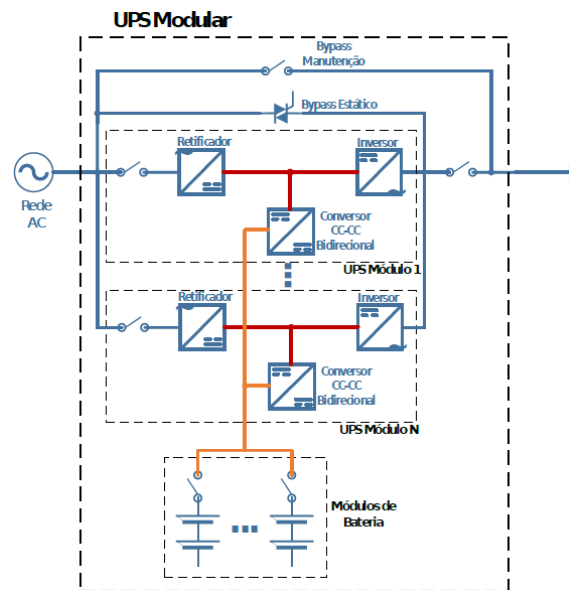 UPS Modular
Bypass
Manutenção
Bypass Estático
Retificador
Inversor
Rede
AC
Conversor
CC-CC
Bidirecional
UPS Módulo 1
Retificador
Inversor
Conversor
CC-CC
Bidirecional
UPS Módulo N
Módulos de
Bateria